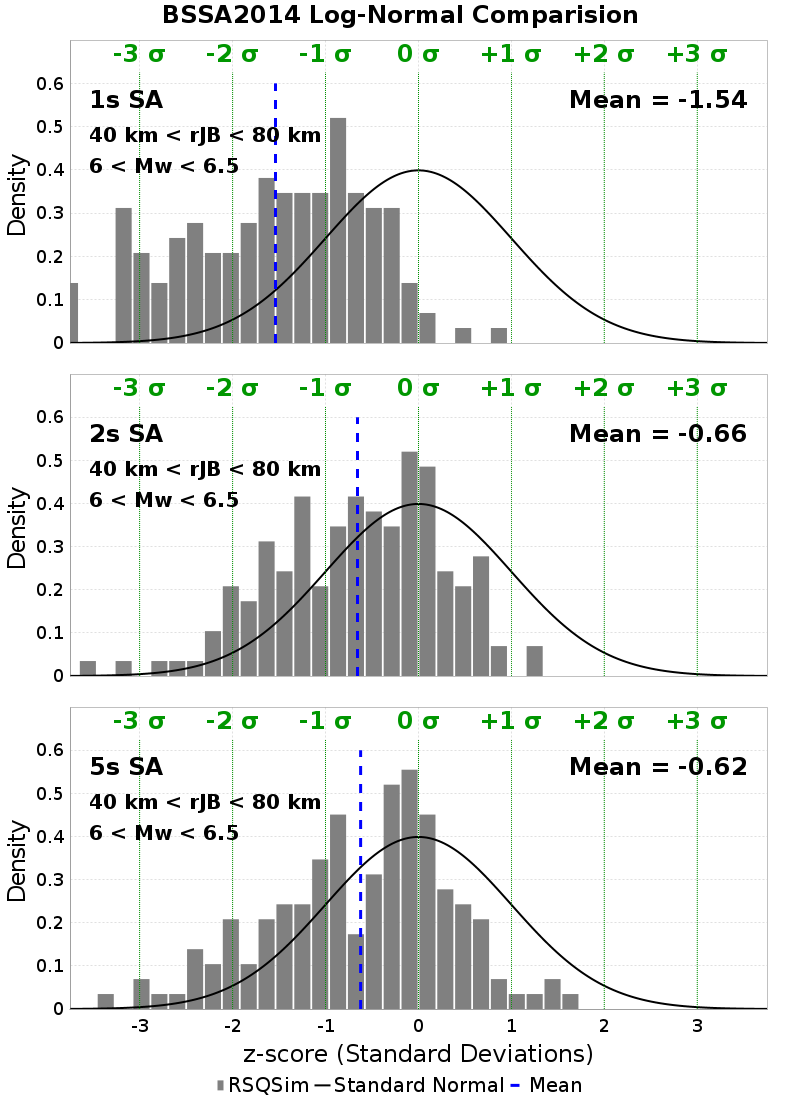 BSSA2014 Log-Normal Comparision
-3 σ -2 σ -1 σ 0 σ +1 σ +2 σ +3 σ
0.6
1s SA Mean = -1.54
0.5
40 km < rJB < 80 km
6 < Mw < 6.5
0.4
0.3
0.2
0.1
0
Density
-3 σ -2 σ -1 σ 0 σ +1 σ +2 σ +3 σ
0.6
2s SA Mean = -0.66
0.5
40 km < rJB < 80 km
6 < Mw < 6.5
0.4
0.3
0.2
0.1
0
Density
-3 σ -2 σ -1 σ 0 σ +1 σ +2 σ +3 σ
0.6
5s SA Mean = -0.62
0.5
40 km < rJB < 80 km
6 < Mw < 6.5
0.4
0.3
0.2
0.1
0
Density
-3 -2 -1 0 1 2 3
z-score (Standard Deviations)
RSQSim Standard Normal Mean